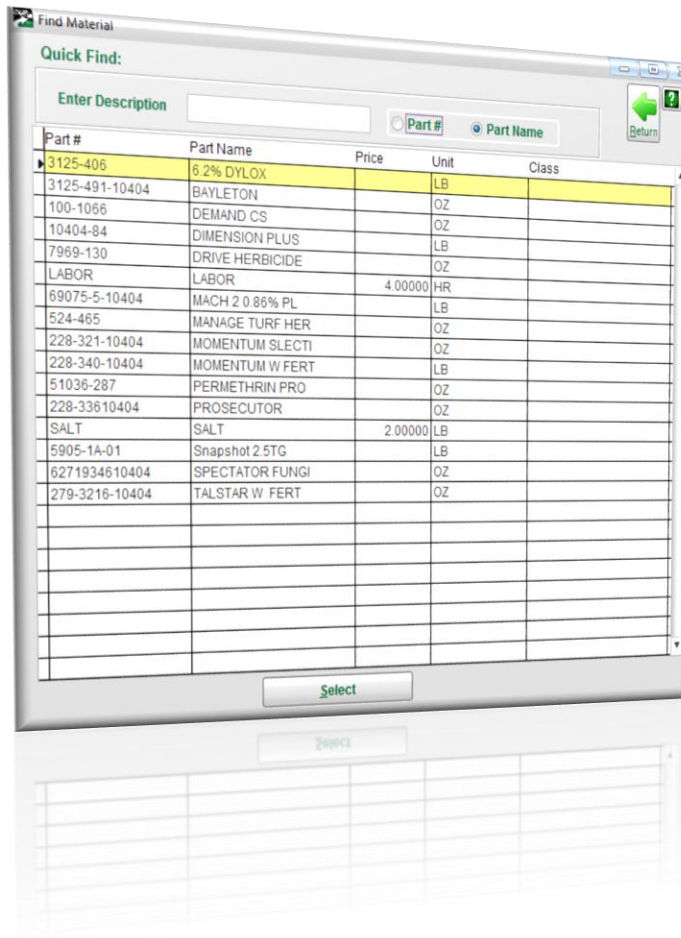 Find Material
Quick Find:
Enter Description
Part #
Part Name
Return
?
Part # Part Name Price Unit Class
3125-406 6.2% DYLOX LB
3125-491-10404 BAYLETON OZ
100-1066 DEMAND CS OZ
10404-84 DIMENSION PLUS LB
7969-130 DRIVE HERBICIDE OZ
LABOR LABOR 4.00000 HR
69075-5-10404 MACH 2 0.86% PL LB
524-465 MANAGE TURF HER OZ
228-321-10404 MOMENTUM SLECTI OZ
228-340-10404 MOMENTUM W FERT LB
51036-287 PERMETHRIN PRO OZ
228-33610404 PROSECUTOR OZ
SALT SALT 2.00000 LB
5905-1A-01 Snapshot 2.5TG LB
6271934610404 SPECTATOR FUNGI OZ
279-3216-10404 TALSTAR W FERT OZ
Select